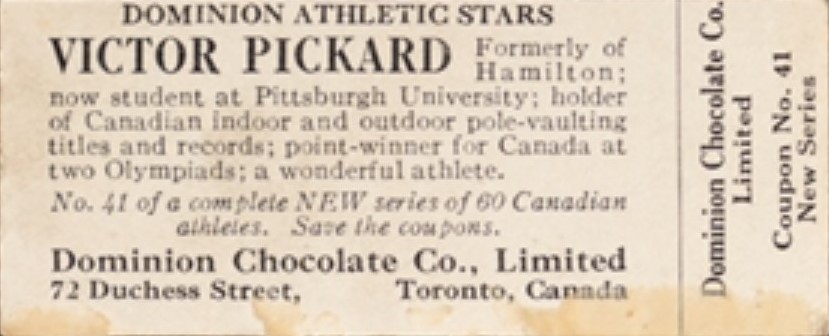 DOMINION ATHLETIC STARS
VICTOR PICKARD Formerly of
Hamilton;
now student at Pittsburgh University; holder
of Canadian indoor and outdoor pole-vaulting
titles and records; point-winner for Canada at
two Olympiads; a wonderful athlete.
No. 41 of a complete NEW series of 60 Canadian
athletes. Save the coupons.
Dominion Chocolate Co., Limited
72 Duchess Street, Toronto, Canada
Dominion Chocolate Co.
Limited
Coupon No. 41
New Series